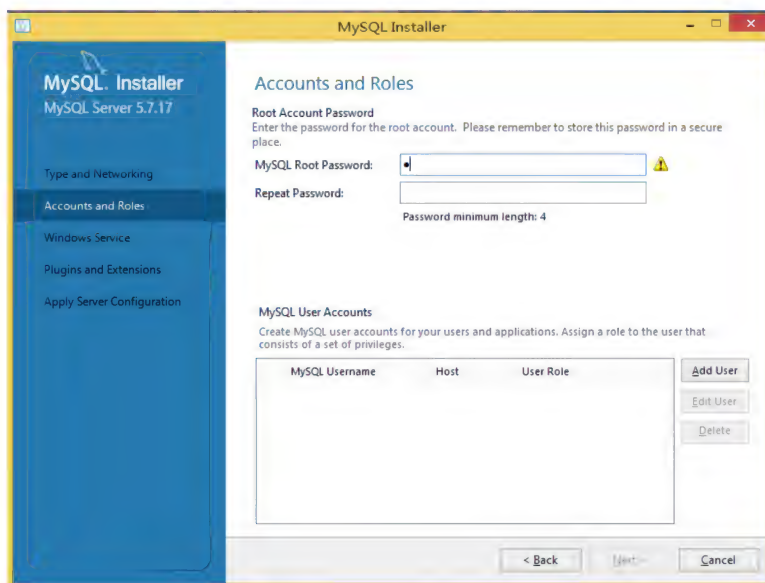 MySQL Installer
MySQL. Installer
MySQL Server 5.7.17
Type and Networking
Accounts and Roles
Windows Service
Plugins and Extensions
Apply Server Configuration
Accounts and Roles
Root Account Password
Enter the password for the root account. Please remember to store this password in a secure
place.
MySQL Root Password:
Repeat Password:
Password minimum length: 4
MySQL User Accounts
Create MySQL user accounts for your users and applications. Assign a role to the user that
consists of a set of privileges.
MySQL Username Host User Role
Add User
Edit User
Delete
< Back Next > Cancel